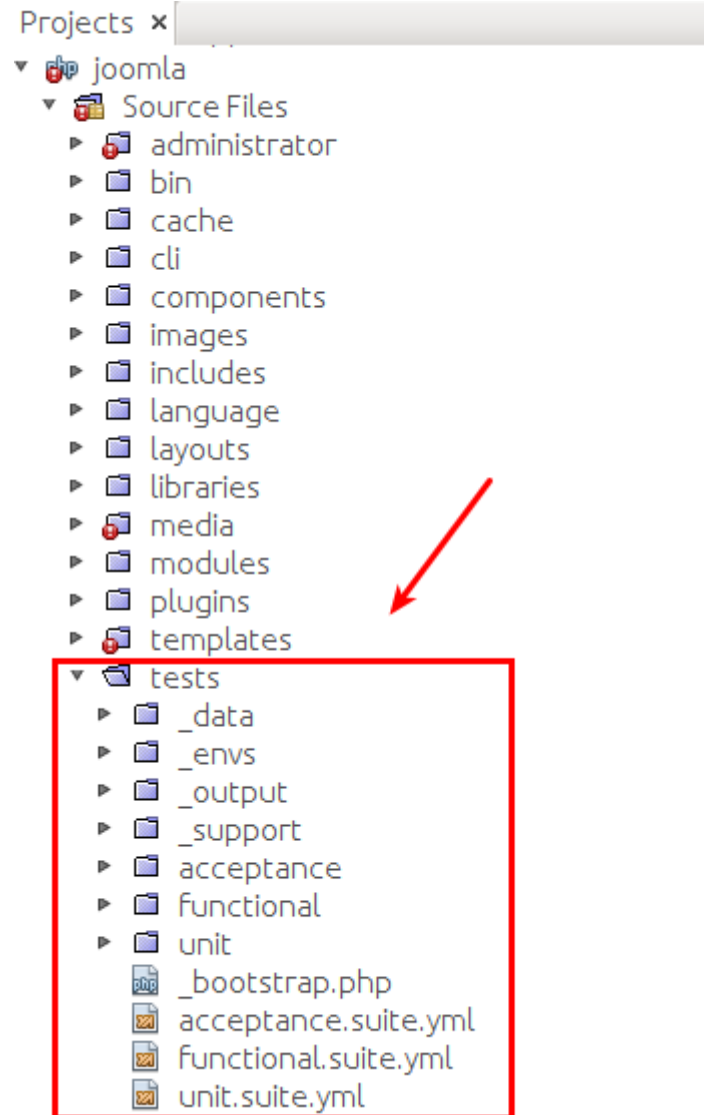 Projects ×
joomla
Source Files
administrator
bin
cache
cli
components
images
includes
language
layouts
libraries
media
modules
plugins
templates
tests
_data
_envs
_output
_support
acceptance
functional
unit
_bootstrap.php
acceptance.suite.yml
functional.suite.yml
unit.suite.yml